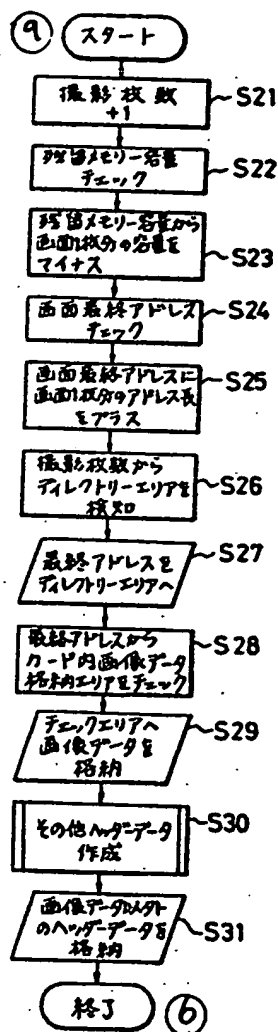 ⑨ スタート
撮影枚数
+1
S21
残留メモリー容量
チェック
S22
残留メモリー容量から
画面1枚分の容量を
マイナス
S23
画面最終アドレス
チェック
S24
画面最終アドレスに
画面1枚分のアドレス長
をプラス
S25
撮影枚数から
ディレクトリーエリアを
検知
S26
最終アドレスを
ディレクトリーエリアへ
S27
最終アドレスから
カード内画像データ
格納エリアをチェック
S28
チェックエリアへ
画像データを
格納
S29
その他ヘッダーデータ
作成
S30
画像データ以外
のヘッダーデータを
格納
S31
終了 ⑥